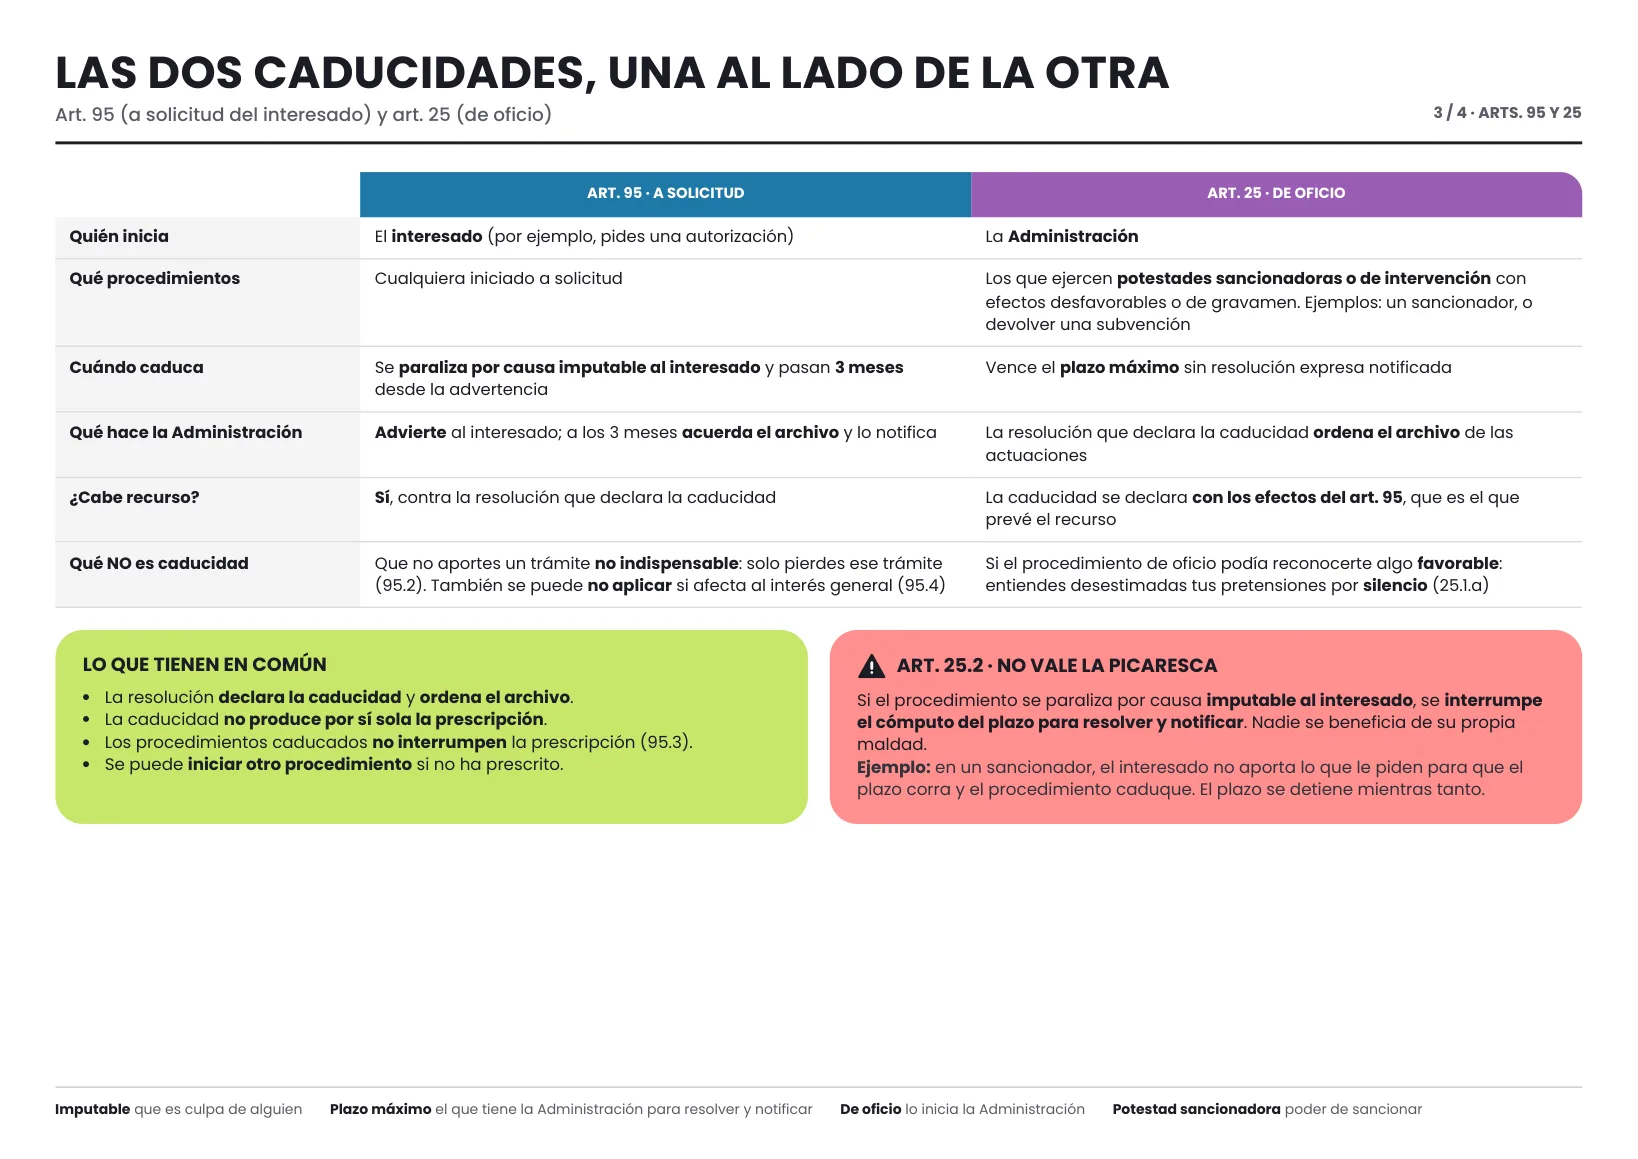 LAS DOS CADUCIDADES, UNA AL LADO DE LA OTRA
Art. 95 (a solicitud del interesado) y art. 25 (de oficio)
3 / 4 · ARTS. 95 Y 25
ART. 95 · A SOLICITUD
ART. 25 · DE OFICIO
Quién inicia
El interesado (por ejemplo, pides una autorización)
La Administración
Qué procedimientos
Cualquiera iniciado a solicitud
Los que ejercen potestades sancionadoras o de intervención con
efectos desfavorables o de gravamen. Ejemplos: un sancionador, o
devolver una subvención
Cuándo caduca
Se paraliza por causa imputable al interesado y pasan 3 meses
desde la advertencia
Vence el plazo máximo sin resolución expresa notificada
Qué hace la Administración
Advierte al interesado; a los 3 meses acuerda el archivo y lo notifica
La resolución que declara la caducidad ordena el archivo de las
actuaciones
¿Cabe recurso?
Sí, contra la resolución que declara la caducidad
La caducidad se declara con los efectos del art. 95, que es el que
prevé el recurso
Qué NO es caducidad
Que no aportes un trámite no indispensable: solo pierdes ese trámite
(95.2). También se puede no aplicar si afecta al interés general (95.4)
Si el procedimiento de oficio podía reconocerte algo favorable:
entiendes desestimadas tus pretensiones por silencio (25.1.a)
LO QUE TIENEN EN COMÚN
• La resolución declara la caducidad y ordena el archivo.
• La caducidad no produce por sí sola la prescripción.
• Los procedimientos caducados no interrumpen la prescripción (95.3).
• Se puede iniciar otro procedimiento si no ha prescrito.
ART. 25.2 · NO VALE LA PICARESCA
Si el procedimiento se paraliza por causa imputable al interesado, se interrumpe
el cómputo del plazo para resolver y notificar. Nadie se beneficia de su propia
maldad.
Ejemplo: en un sancionador, el interesado no aporta lo que le piden para que el
plazo corra y el procedimiento caduque. El plazo se detiene mientras tanto.
Imputable que es culpa de alguien Plazo máximo el que tiene la Administración para resolver y notificar De oficio lo inicia la Administración Potestad sancionadora poder de sancionar